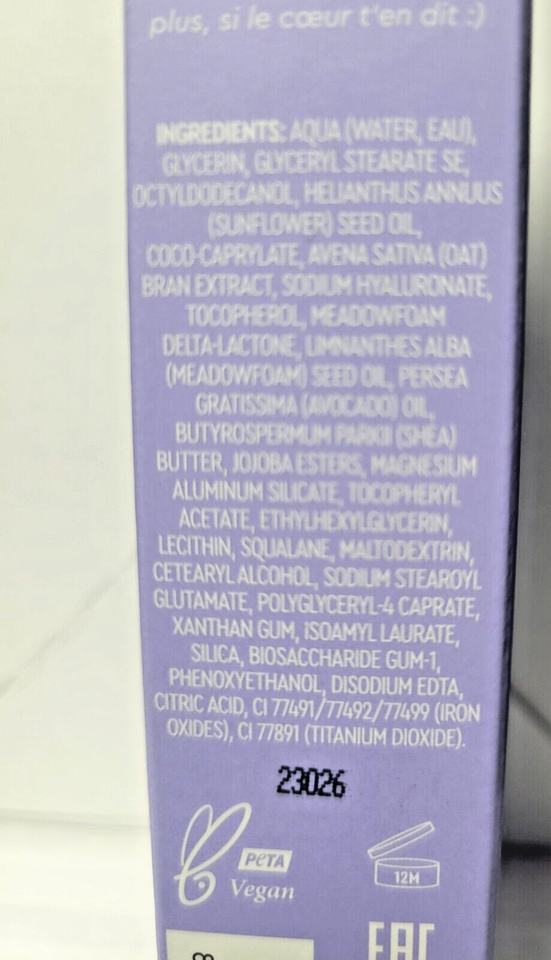 plus, si le cœur t'en dit :)
INGREDIENTS: AQUA (WATER, EAU),
GLYCERIN, GLYCERYL STEARATE SE,
OCTYLDODECANOL, HELIANTHUS ANNUUS
(SUNFLOWER) SEED OIL,
COCO-CAPRYLATE, AVENA SATIVA (OAT)
BRAN EXTRACT, SODIUM HYALURONATE,
TOCOPHEROL, MEADOWFOAM
DELTA-LACTONE, LIMNANTHES ALBA
(MEADOWFOAM) SEED OIL, PERSEA
GRATISSIMA (AVOCADO) OIL,
BUTYROSPERMUM PARKII (SHEA)
BUTTER, JOJOBA ESTERS, MAGNESIUM
ALUMINUM SILICATE, TOCOPHERYL
ACETATE, ETHYLHEXYLGLYCERIN,
LECITHIN, SQUALANE, MALTODEXTRIN,
CETEARYL ALCOHOL, SODIUM STEAROYL
GLUTAMATE, POLYGLYCERYL-4 CAPRATE,
XANTHAN GUM, ISOAMYL LAURATE,
SILICA, BIOSACCHARIDE GUM-1,
PHENOXYETHANOL, DISODIUM EDTA,
CITRIC ACID, CI 77491/77492/77499 (IRON
OXIDES), CI 77891 (TITANIUM DIOXIDE).
23026
PETA
Vegan
12M
EAC